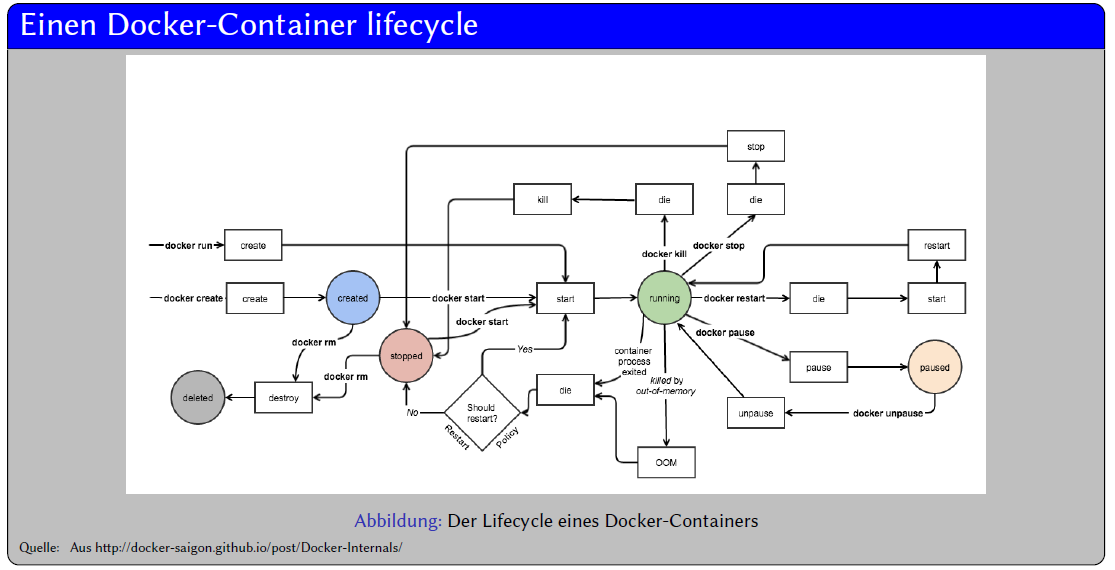 Einen Docker-Container lifecycle
stop
kill
die
die
docker run
create
docker kill
docker stop
restart
docker create
create
created
docker start
start
running
docker restart
die
start
docker start
docker pause
docker rm
stopped
Yes
container
process
exited
pause
paused
docker rm
killed by
out-of-memory
deleted
destroy
No
Should
restart?
die
unpause
docker unpause
Restart
Policy
OOM
Abbildung: Der Lifecycle eines Docker-Containers
Quelle: Aus http://docker-saigon.github.io/post/Docker-Internals/